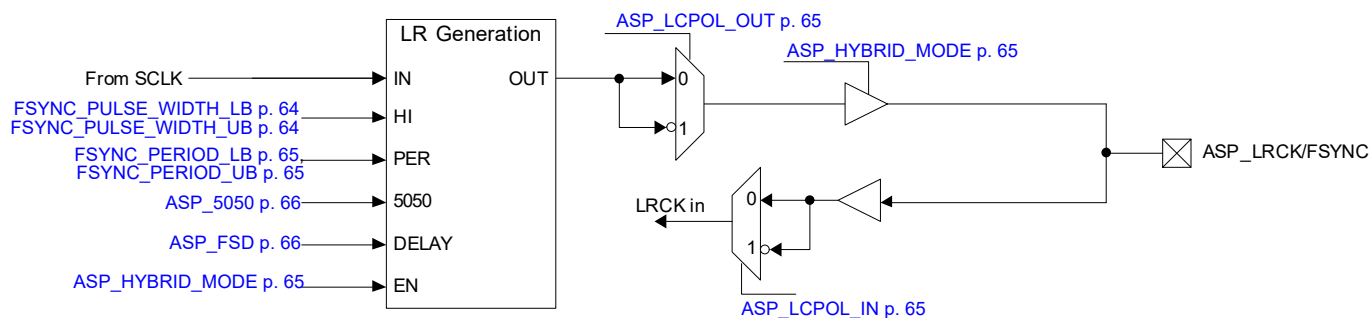 ASP_LCPOL_OUT p. 65
LR Generation
ASP_HYBRID_MODE p. 65
From SCLK
IN
OUT
0
1
FSYNC_PULSE_WIDTH_LB p. 64
FSYNC_PULSE_WIDTH_UB p. 64
HI
FSYNC_PERIOD_LB p. 65
FSYNC_PERIOD_UB p. 65
PER
ASP_LRCK/FSYNC
ASP_5050 p. 66
5050
LRCK in
0
1
ASP_FSD p. 66
DELAY
ASP_HYBRID_MODE p. 65
EN
ASP_LCPOL_IN p. 65